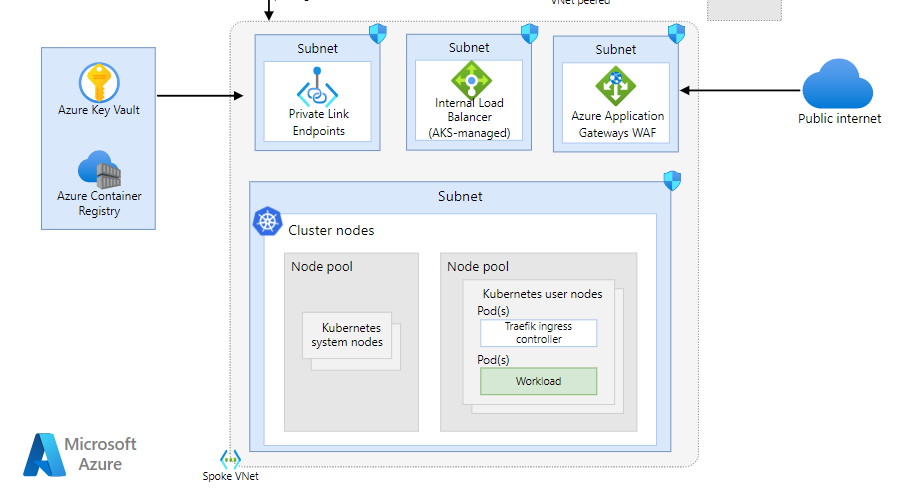 VNet peered
Subnet
Subnet
Subnet
Azure Key Vault
Private Link
Endpoints
Internal Load
Balancer
(AKS-managed)
Azure Application
Gateways WAF
Public internet
Azure Container
Registry
Subnet
Cluster nodes
Node pool
Node pool
Kubernetes
system nodes
Kubernetes user nodes
Pod(s)
Traefik ingress
controller
Pod(s)
Workload
Microsoft
Azure
Spoke VNet